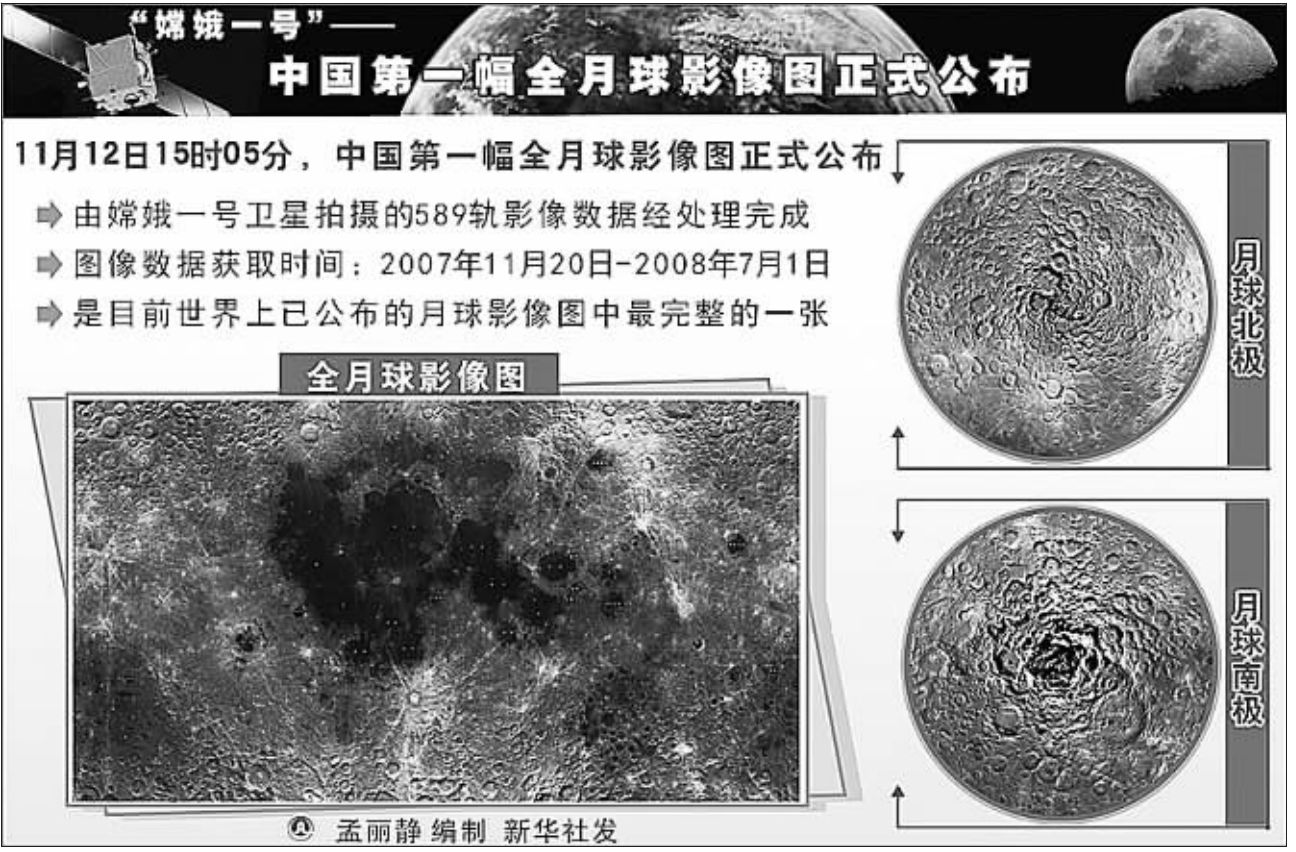 “嫦娥一号”——
中国第一幅全月球影像图正式公布
11月12日15时05分，中国第一幅全月球影像图正式公布
由嫦娥一号卫星拍摄的589轨影像数据经处理完成
图像数据获取时间：2007年11月20日-2008年7月1日
是目前世界上已公布的月球影像图中最完整的一张
全月球影像图
月球北极
月球南极
孟丽静 编制 新华社发